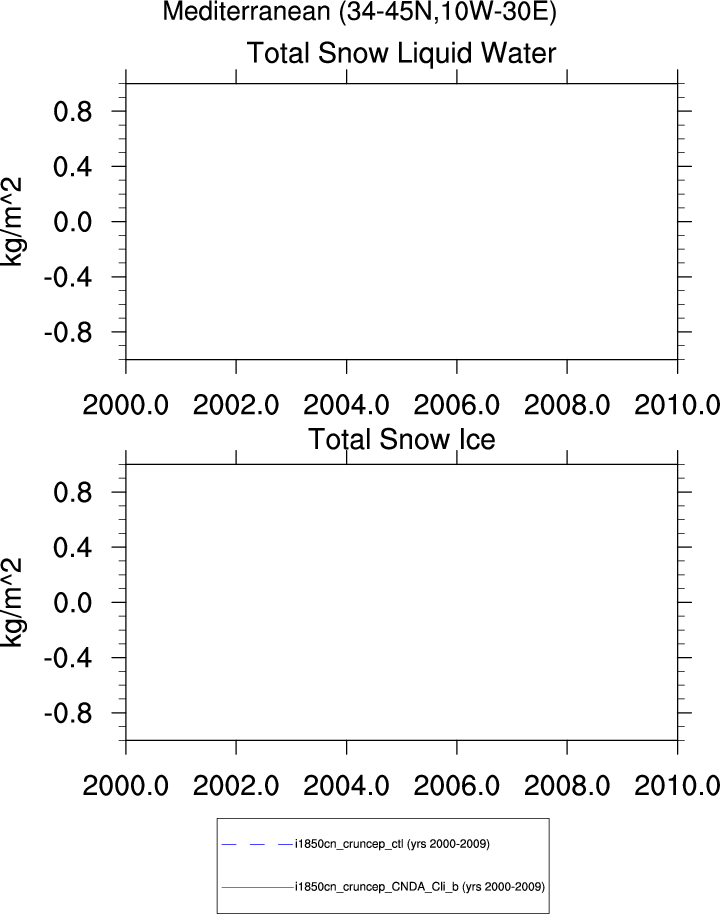 Mediterranean (34-45N,10W-30E)
Total Snow Liquid Water
0.8
0.4
0.0
-0.4
-0.8
kg/m^2
2000.0 2002.0 2004.0 2006.0 2008.0 2010.0
Total Snow Ice
0.8
0.4
0.0
-0.4
-0.8
kg/m^2
2000.0 2002.0 2004.0 2006.0 2008.0 2010.0
i1850cn_cruncep_ctl (yrs 2000-2009)
i1850cn_cruncep_CNDA_Cli_b (yrs 2000-2009)